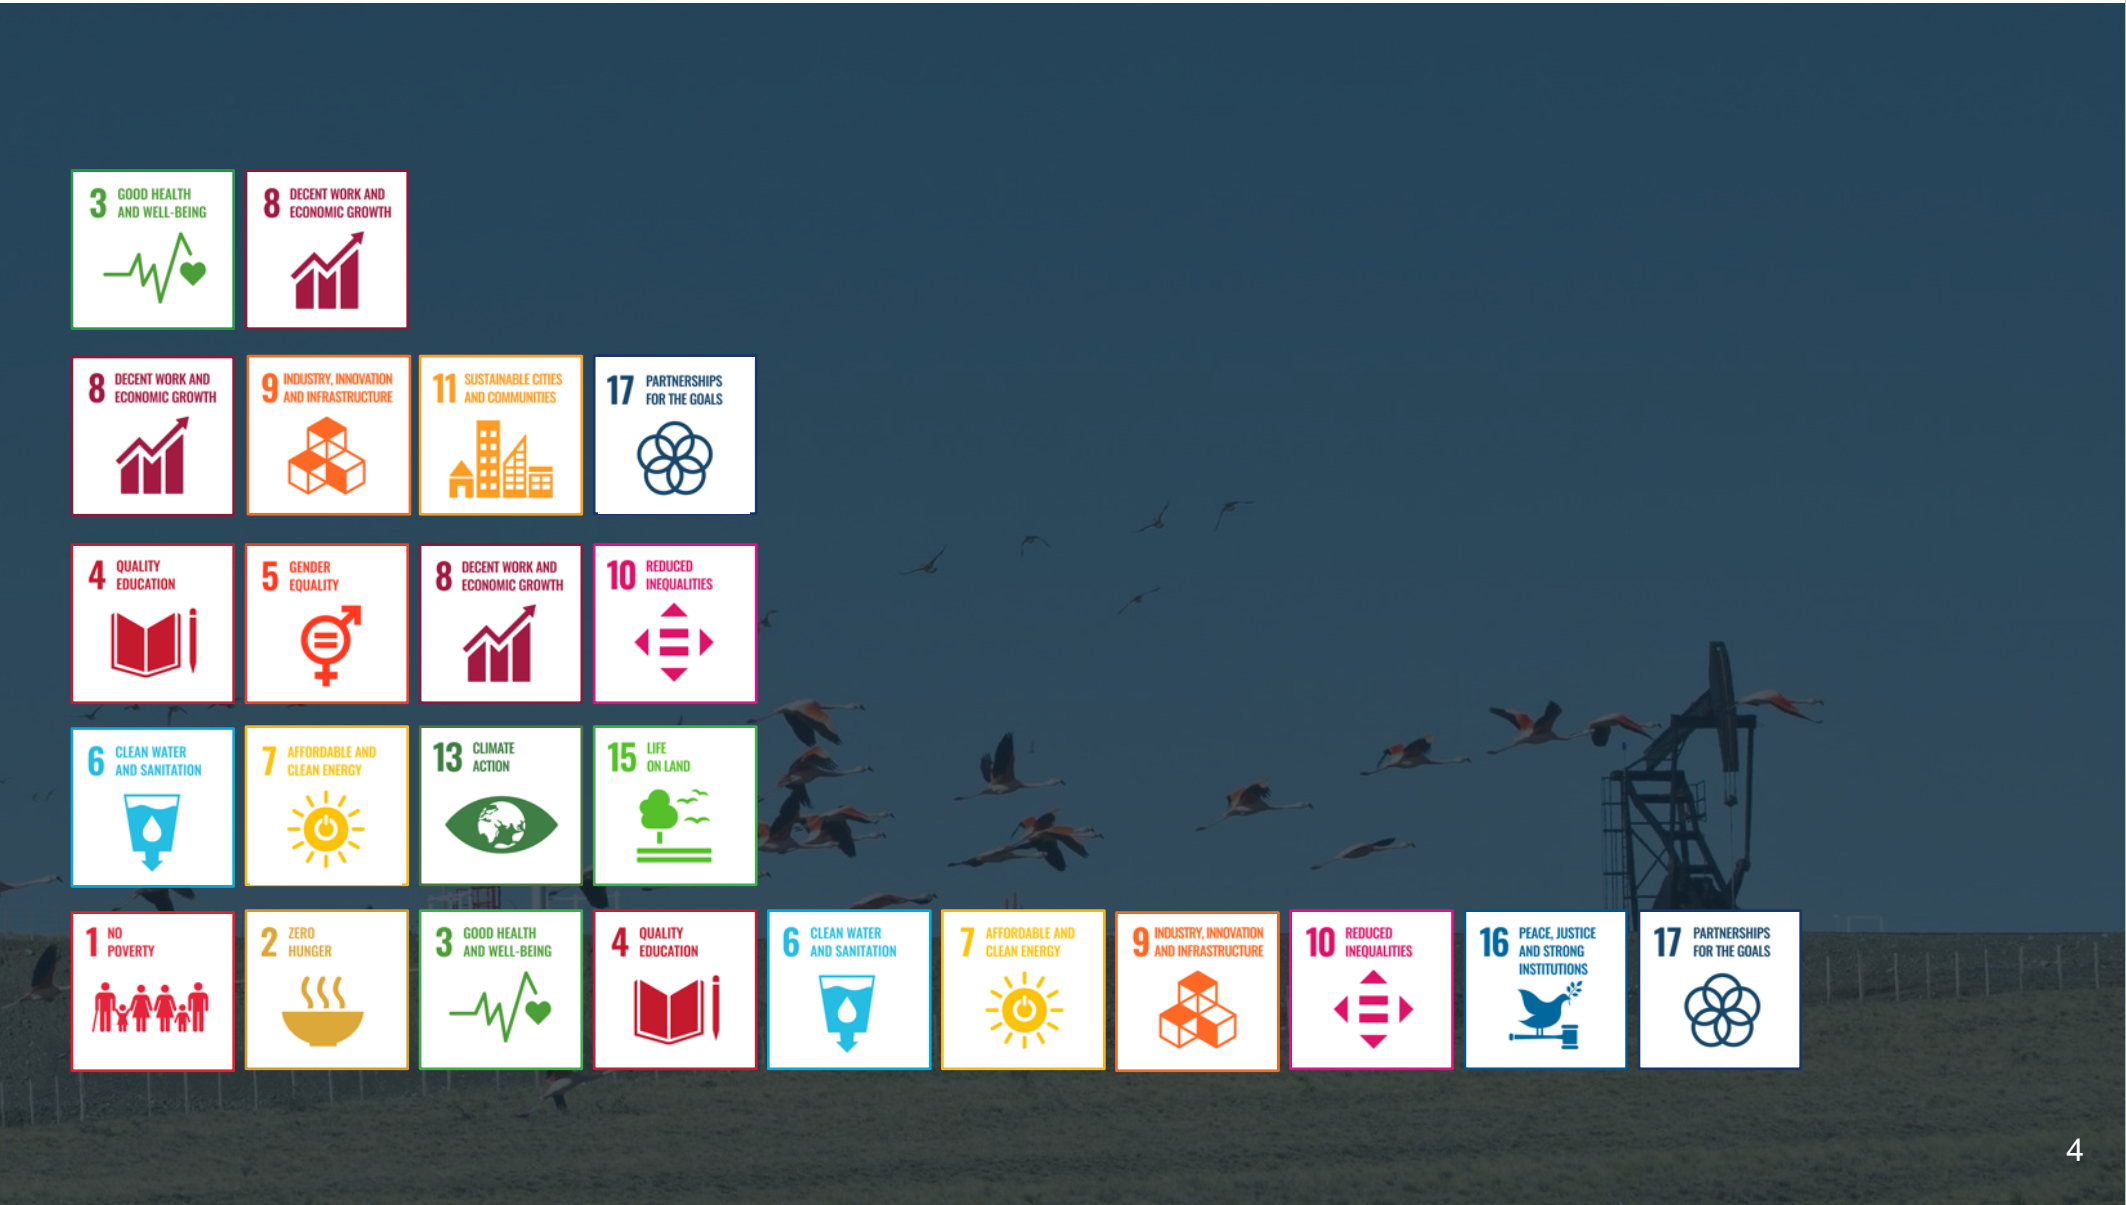 3 GOOD HEALTH
AND WELL-BEING
8 DECENT WORK AND
ECONOMIC GROWTH
8 DECENT WORK AND
ECONOMIC GROWTH
9 INDUSTRY, INNOVATION
AND INFRASTRUCTURE
11 SUSTAINABLE CITIES
AND COMMUNITIES
17 PARTNERSHIPS
FOR THE GOALS
4 QUALITY
EDUCATION
5 GENDER
EQUALITY
8 DECENT WORK AND
ECONOMIC GROWTH
10 REDUCED
INEQUALITIES
6 CLEAN WATER
AND SANITATION
7 AFFORDABLE AND
CLEAN ENERGY
13 CLIMATE
ACTION
15 LIFE
ON LAND
1 NO
POVERTY
2 ZERO
HUNGER
3 GOOD HEALTH
AND WELL-BEING
4 QUALITY
EDUCATION
6 CLEAN WATER
AND SANITATION
7 AFFORDABLE AND
CLEAN ENERGY
9 INDUSTRY, INNOVATION
AND INFRASTRUCTURE
10 REDUCED
INEQUALITIES
16 PEACE, JUSTICE
AND STRONG
INSTITUTIONS
17 PARTNERSHIPS
FOR THE GOALS
4